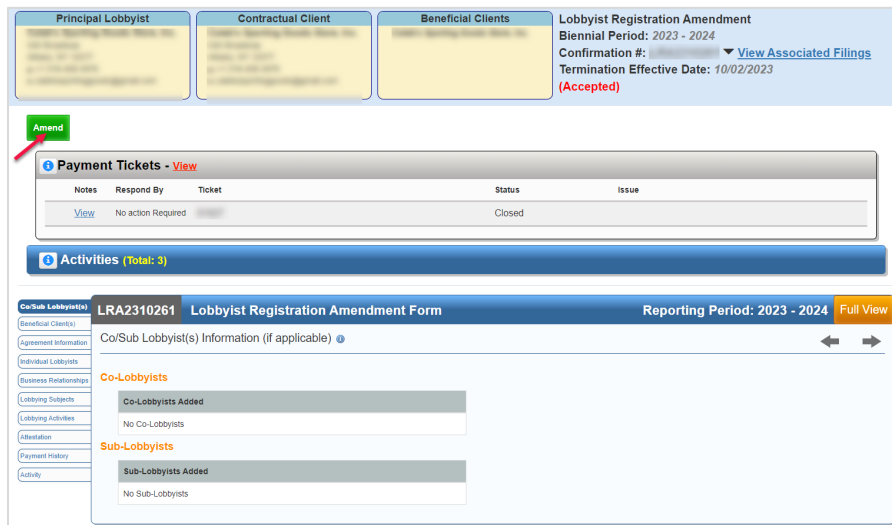 Principal Lobbyist
Contractual Client
Beneficial Clients
Lobbyist Registration Amendment
Biennial Period: 2023 - 2024
Confirmation #: View Associated Filings
Termination Effective Date: 10/02/2023
(Accepted)
Amend
Payment Tickets - View
Notes Respond By Ticket Status Issue
View No action Required Closed
Activities (Total: 3)
Co/Sub Lobbyist(s)
Beneficial Client(s)
Agreement Information
Individual Lobbyists
Business Relationships
Lobbying Subjects
Lobbying Activities
Attestation
Payment History
Activity
LRA2310261 Lobbyist Registration Amendment Form Reporting Period: 2023 - 2024 Full View
Co/Sub Lobbyist(s) Information (if applicable)
Co-Lobbyists
Co-Lobbyists Added
No Co-Lobbyists
Sub-Lobbyists
Sub-Lobbyists Added
No Sub-Lobbyists